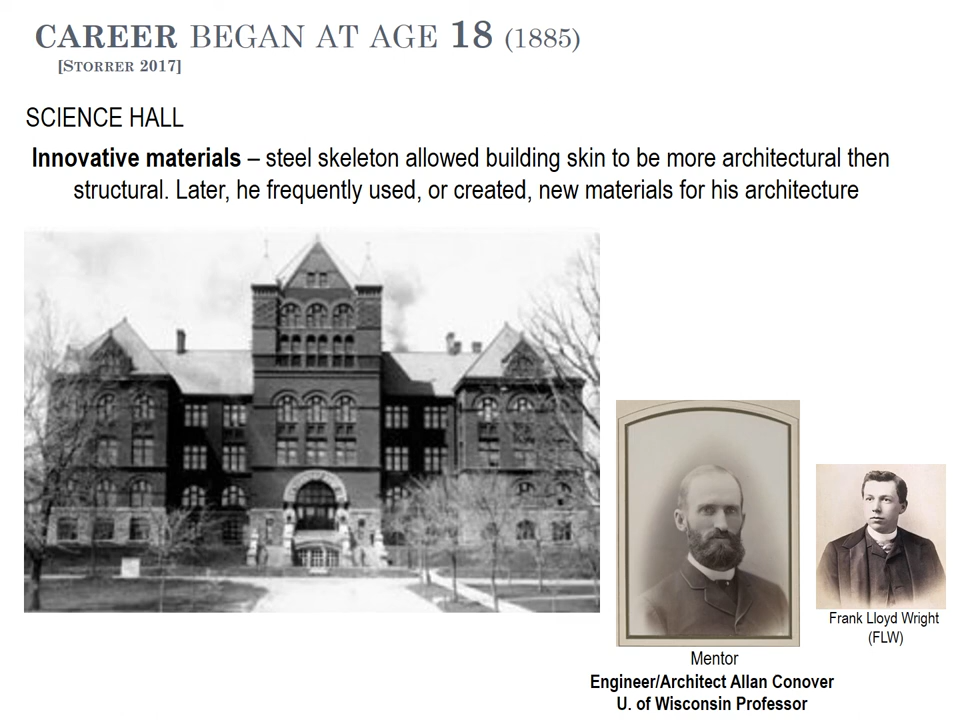 CAREER BEGAN AT AGE 18 (1885)
[STORRER 2017]
SCIENCE HALL
Innovative materials – steel skeleton allowed building skin to be more architectural then
structural. Later, he frequently used, or created, new materials for his architecture
Frank Lloyd Wright
(FLW)
Mentor
Engineer/Architect Allan Conover
U. of Wisconsin Professor